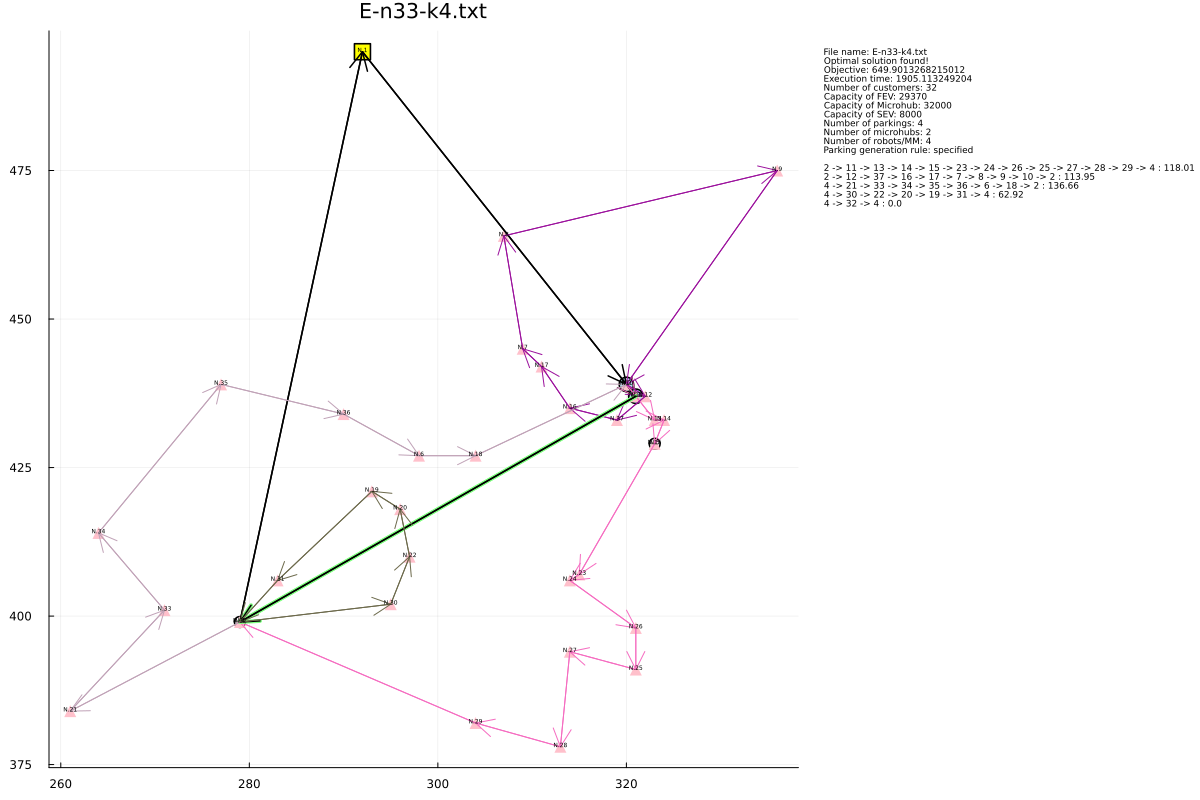 E-n33-k4.txt
File name: E-n33-k4.txt
Optimal solution found!
Objective: 649.9013268215012
Execution time: 1905.113249204
Number of customers: 32
Capacity of FEV: 29370
Capacity of Microhub: 32000
Capacity of SEV: 8000
Number of parkings: 4
Number of microhubs: 2
Number of robots/MM: 4
Parking generation rule: specified
2 -> 11 -> 13 -> 14 -> 15 -> 23 -> 24 -> 26 -> 25 -> 27 -> 28 -> 29 -> 4 : 118.01
2 -> 12 -> 37 -> 16 -> 17 -> 7 -> 8 -> 9 -> 10 -> 2 : 113.95
4 -> 21 -> 33 -> 34 -> 35 -> 36 -> 6 -> 18 -> 2 : 136.66
4 -> 30 -> 22 -> 20 -> 19 -> 31 -> 4 : 62.92
4 -> 32 -> 4 : 0.0
475
450
N.7
N.17
N.35
N.36
N.16
N.37
N.14
N.6
N.18
425
N.19
N.20
N.34
N.22
N.23
N.24
N.31
N.30
N.33
400
N.26
N.27
N.25
N.21
N.29
N.28
375
260
280
300
320